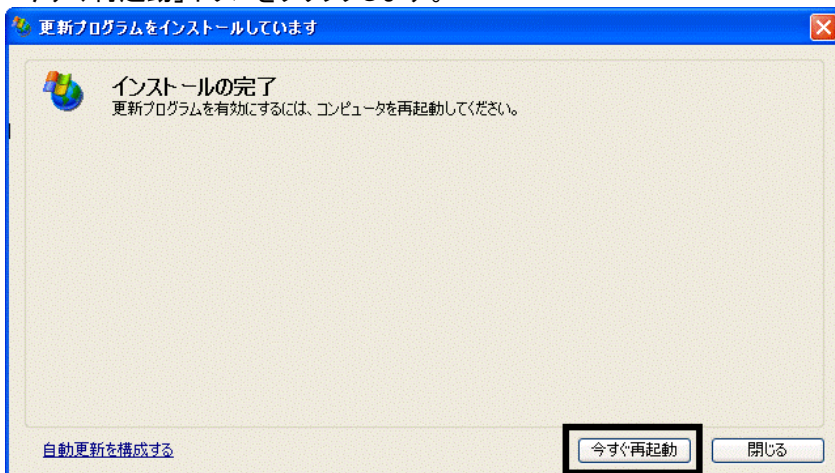 更新プログラムをインストールしています
インストールの完了
更新プログラムを有効にするには、コンピュータを再起動してください。
自動更新を構成する
今すぐ再起動
閉じる